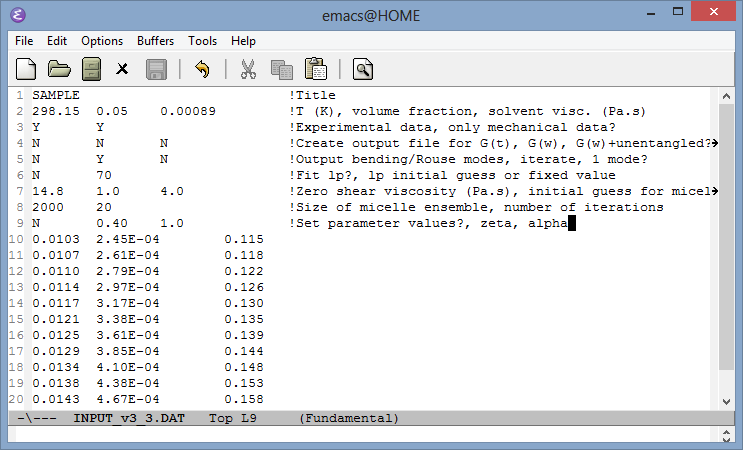 emacs@HOME
File Edit Options Buffers Tools Help
1 SAMPLE !Title
2 298.15 0.05 0.00089 !T (K), volume fraction, solvent visc. (Pa.s)
3 Y Y !Experimental data, only mechanical data?
4 N N N !Create output file for G(t), G(w), G(w)+unentangled?
5 N Y N !Output bending/Rouse modes, iterate, 1 mode?
6 N 70 !Fit lp?, lp initial guess or fixed value
7 14.8 1.0 4.0 !Zero shear viscosity (Pa.s), initial guess for micel
8 2000 20 !Size of micelle ensemble, number of iterations
9 N 0.40 1.0 !Set parameter values?, zeta, alpha
10 0.0103 2.45E-04 0.115
11 0.0107 2.61E-04 0.118
12 0.0110 2.79E-04 0.122
13 0.0114 2.97E-04 0.126
14 0.0117 3.17E-04 0.130
15 0.0121 3.38E-04 0.135
16 0.0125 3.61E-04 0.139
17 0.0129 3.85E-04 0.144
18 0.0134 4.10E-04 0.148
19 0.0138 4.38E-04 0.153
20 0.0143 4.67E-04 0.158
-\--- INPUT_v3_3.DAT Top L9 (Fundamental)